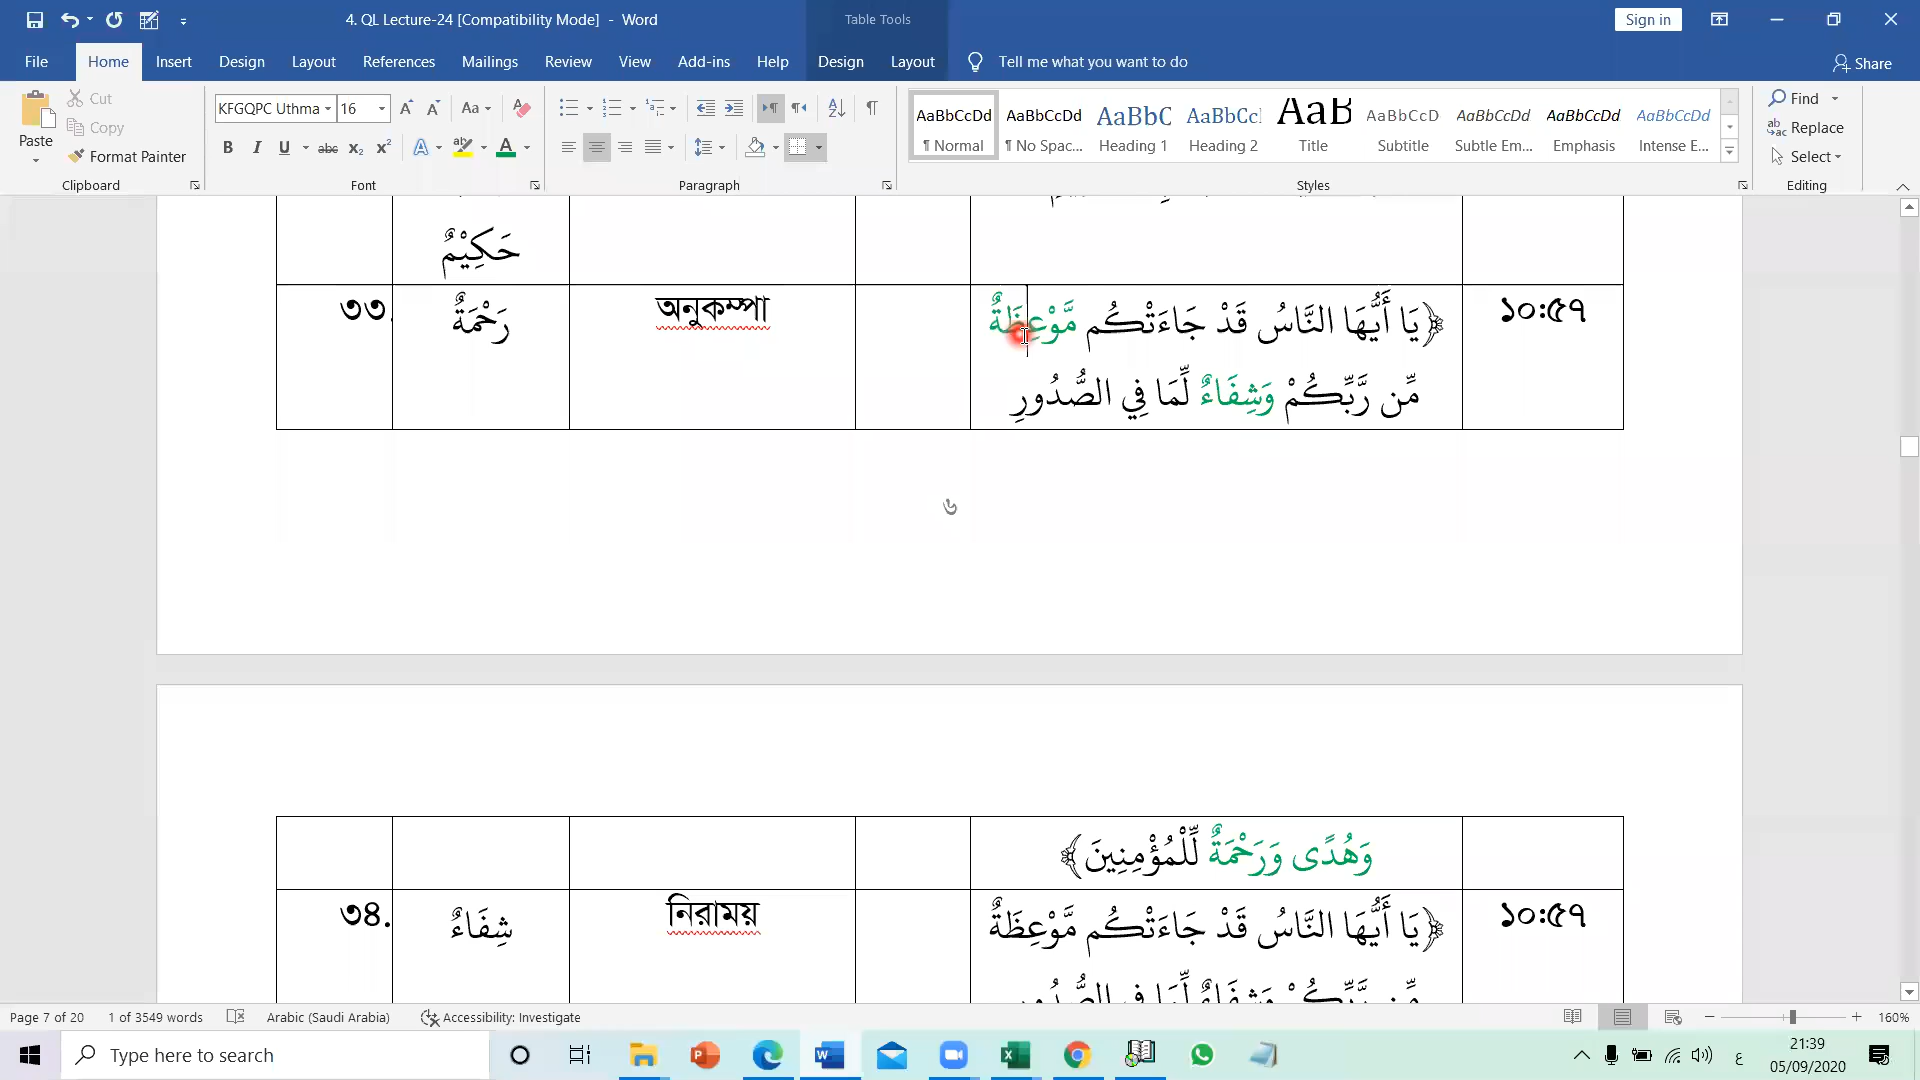 4. QL Lecture-24 [Compatibility Mode] - Word
Table Tools
Sign in
File Home Insert Design Layout References Mailings Review View Add-ins Help Design Layout Tell me what you want to do Share
Paste
Cut
Copy
Format Painter
Clipboard
KFGQPC Uthma 16
Font
Paragraph
AaBbCcDd ¶ Normal
AaBbCcDd ¶ No Spac...
AaBbC Heading 1
AaBbCcl Heading 2
AaB Title
AaBbCcD Subtitle
AaBbCcDd Subtle Em...
AaBbCcDd Emphasis
AaBbCcDd Intense E...
Styles
Find
Replace
Select
Editing
حَكِيْمٌ
৩৩.
رَحْمَةٌ
অনুকম্পা
﴿يَا أَيُّهَا النَّاسُ قَدْ جَاءَتْكُم مَّوْعِظَةٌ
مِّن رَّبِّكُمْ وَشِفَاءٌ لِّمَا فِي الصُّدُورِ
১০:৫৭
৬
وَهُدًى وَرَحْمَةٌ لِّلْمُؤْمِنِينَ﴾
৩৪.
شِفَاءٌ
নিরাময়
﴿يَا أَيُّهَا النَّاسُ قَدْ جَاءَتْكُم مَّوْعِظَةٌ
مِّن رَّبِّكُمْ وَشِفَاءٌ لِّمَا فِي الصُّدُورِ
১০:৫৭
Page 7 of 20 1 of 3549 words Arabic (Saudi Arabia) Accessibility: Investigate 160%
Type here to search
ع
21:39
05/09/2020